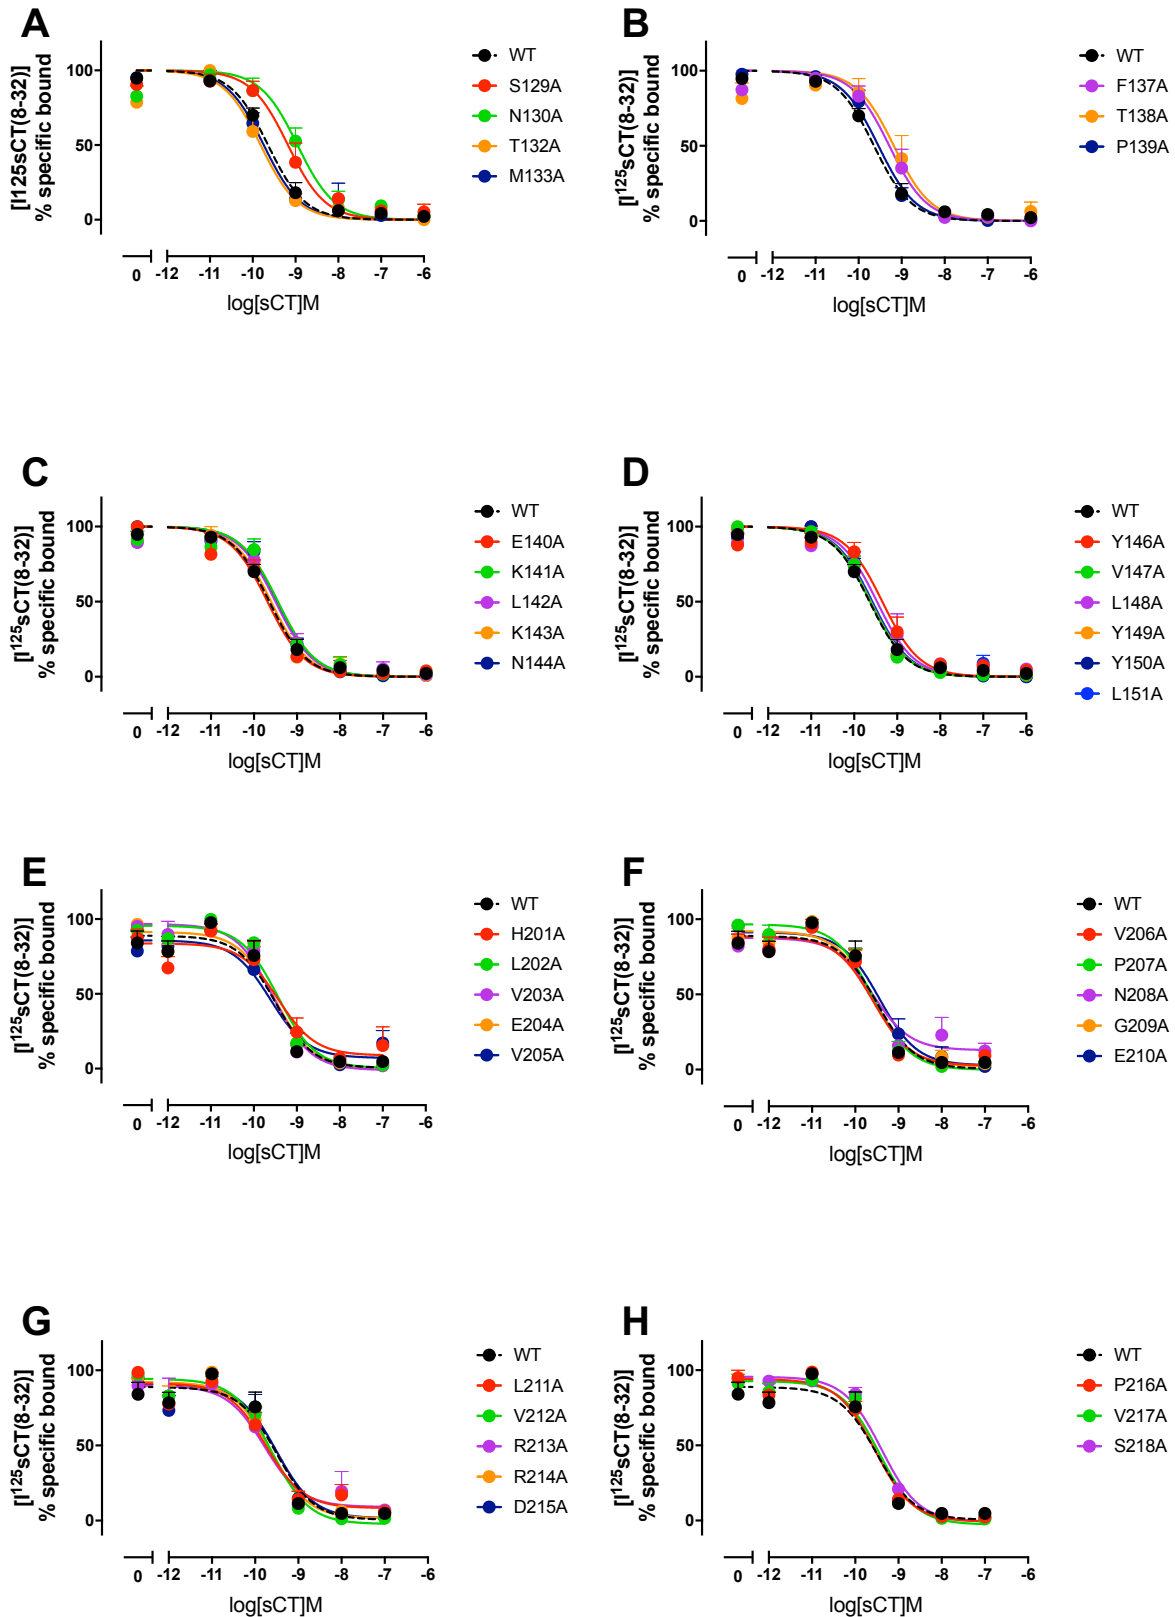 A
[I125sCT(8-32)]
% specific bound
100
50
0
0 -12 -11 -10 -9 -8 -7 -6
log[sCT]M
WT
S129A
N130A
T132A
M133A
B
[I¹²⁵sCT(8-32)]
% specific bound
100
50
0
0 -12 -11 -10 -9 -8 -7 -6
log[sCT]M
WT
F137A
T138A
P139A
C
[I¹²⁵sCT(8-32)]
% specific bound
100
50
0
0 -12 -11 -10 -9 -8 -7 -6
log[sCT]M
WT
E140A
K141A
L142A
K143A
N144A
D
[I¹²⁵sCT(8-32)]
% specific bound
100
50
0
0 -12 -11 -10 -9 -8 -7 -6
log[sCT]M
WT
Y146A
V147A
L148A
Y149A
Y150A
L151A
E
[I¹²⁵sCT(8-32)]
% specific bound
100
50
0
0 -12 -11 -10 -9 -8 -7 -6
log[sCT]M
WT
H201A
L202A
V203A
E204A
V205A
F
[I¹²⁵sCT(8-32)]
% specific bound
100
50
0
0 -12 -11 -10 -9 -8 -7 -6
log[sCT]M
WT
V206A
P207A
N208A
G209A
E210A
G
[I¹²⁵sCT(8-32)]
% specific bound
100
50
0
0 -12 -11 -10 -9 -8 -7 -6
log[sCT]M
WT
L211A
V212A
R213A
R214A
D215A
H
[I¹²⁵sCT(8-32)]
% specific bound
100
50
0
0 -12 -11 -10 -9 -8 -7 -6
log[sCT]M
WT
P216A
V217A
S218A